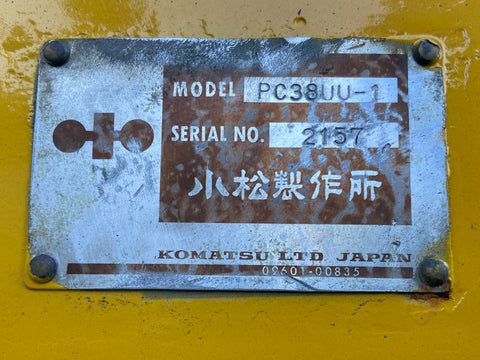 MODEL PC38UU-1
SERIAL NO. 2157
小松製作所
KOMATSU LTD JAPAN
09601-00835